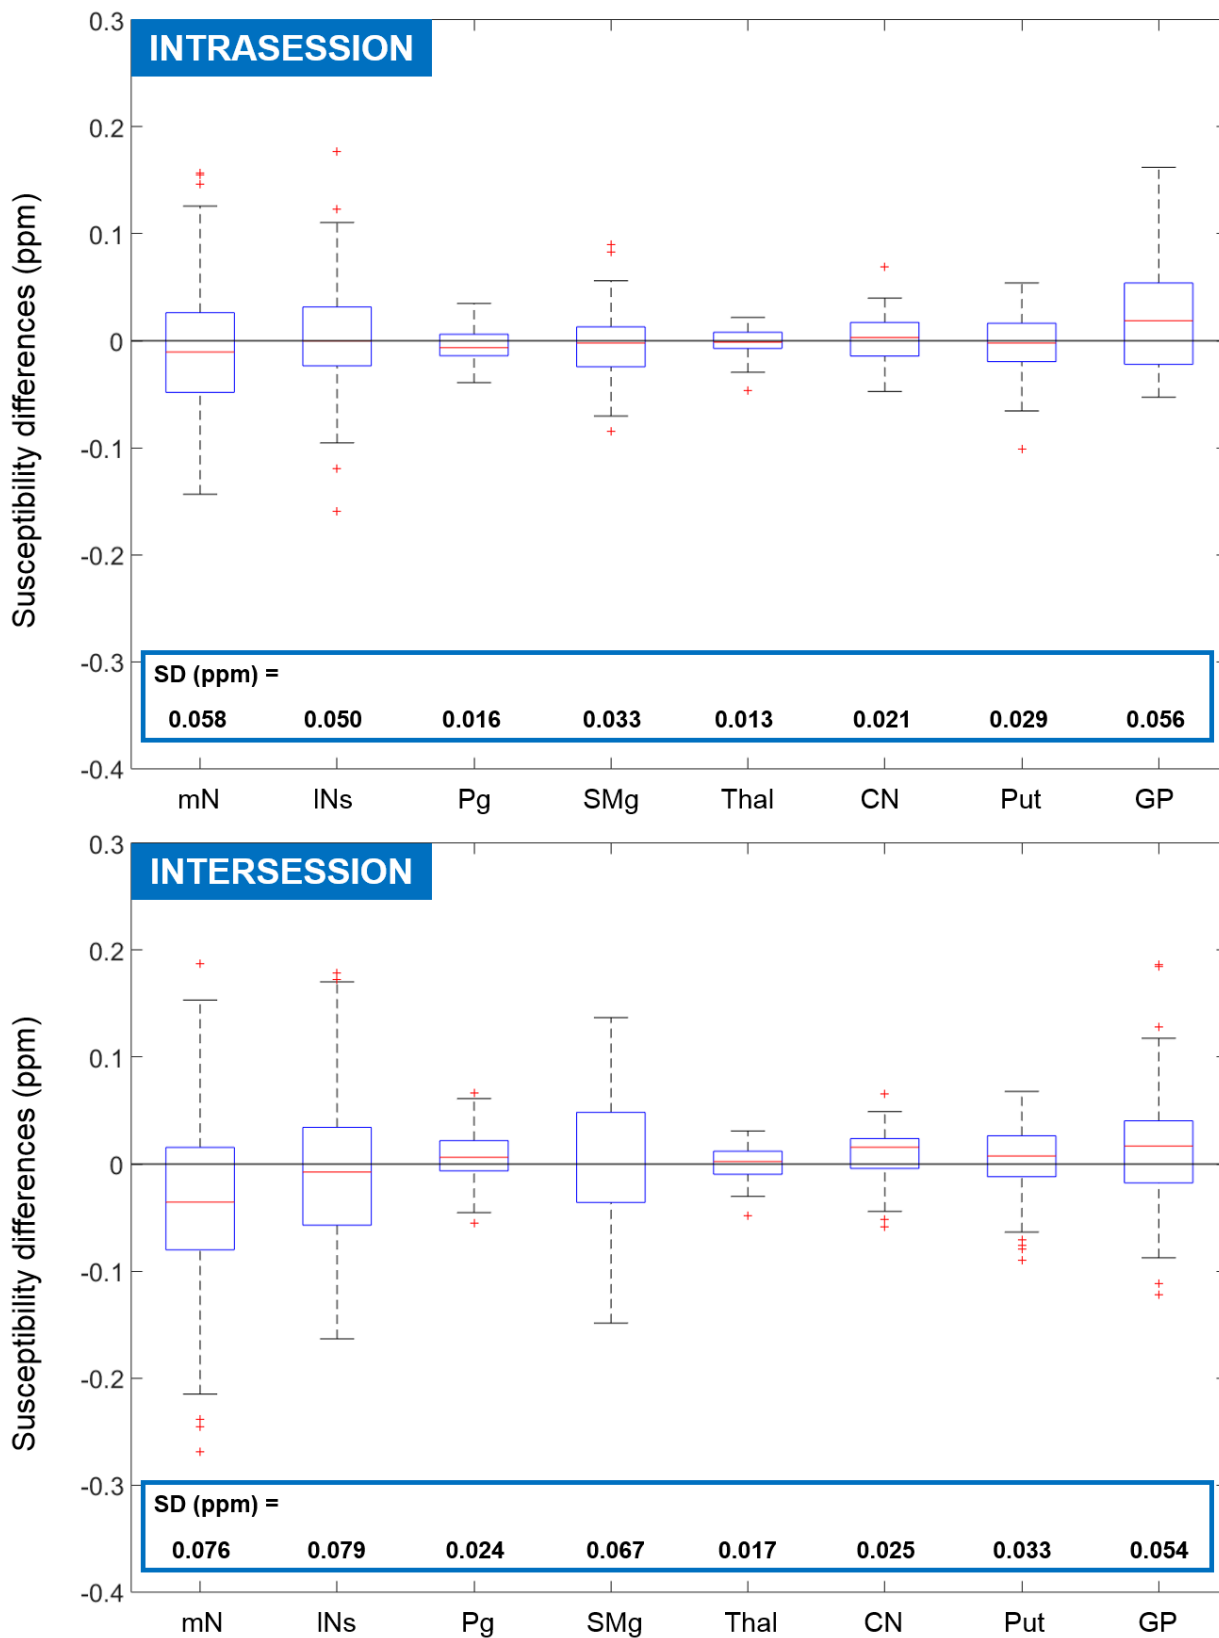 INTRASESSION
Susceptibility differences (ppm)
0.3
0.2
0.1
0
-0.1
-0.2
-0.3
-0.4
SD (ppm) =
0.058 0.050 0.016 0.033 0.013 0.021 0.029 0.056
mN lNs Pg SMg Thal CN Put GP
INTERSESSION
Susceptibility differences (ppm)
0.3
0.2
0.1
0
-0.1
-0.2
-0.3
-0.4
SD (ppm) =
0.076 0.079 0.024 0.067 0.017 0.025 0.033 0.054
mN lNs Pg SMg Thal CN Put GP